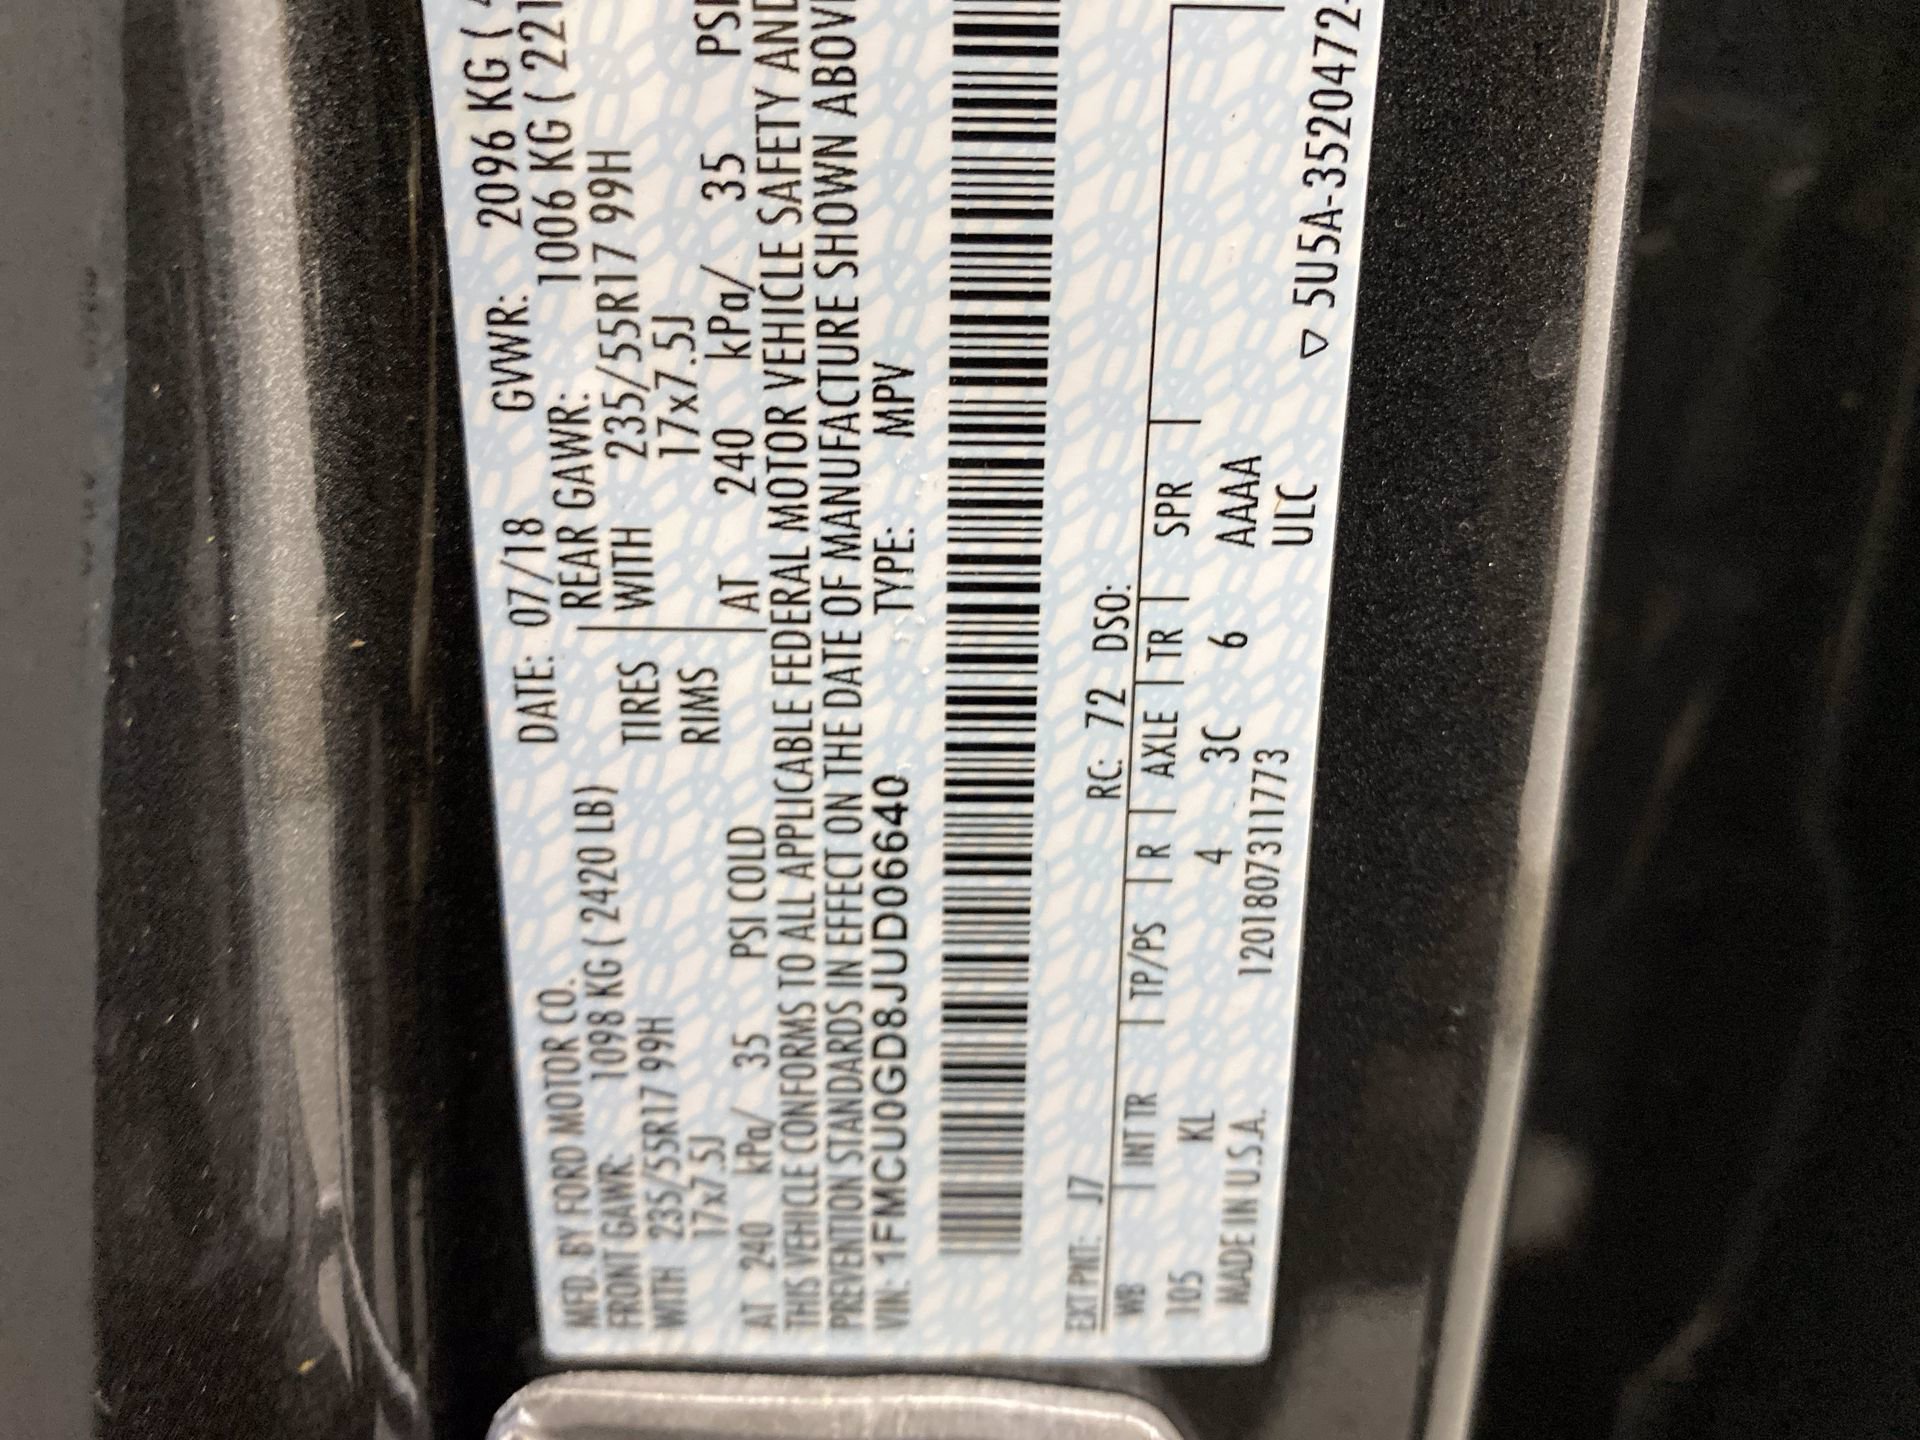 MFD. BY FORD MOTOR CO. DATE: 07/18 GVWR: 2096 KG (
FRONT GAWR: 1098 KG ( 2420 LB) REAR GAWR: 1006 KG ( 221
WITH 235/55R17 99H TIRES WITH 235/55R17 99H
17x7.5J RIMS 17x7.5J
AT 240 kPa/ 35 PSI COLD AT 240 kPa/ 35 PSI
THIS VEHICLE CONFORMS TO ALL APPLICABLE FEDERAL MOTOR VEHICLE SAFETY AND
PREVENTION STANDARDS IN EFFECT ON THE DATE OF MANUFACTURE SHOWN ABOVE
VIN: 1FMCU0GD8JUD06640 TYPE: MPV
EXT PNT: J7 RC: 72 DSO:
WB INT TR TP/PS R AXLE TR SPR
105 KL 4 3C 6 AAAA
MADE IN U.S.A. 1201807311773 ULC
▽ 5U5A-3520472-